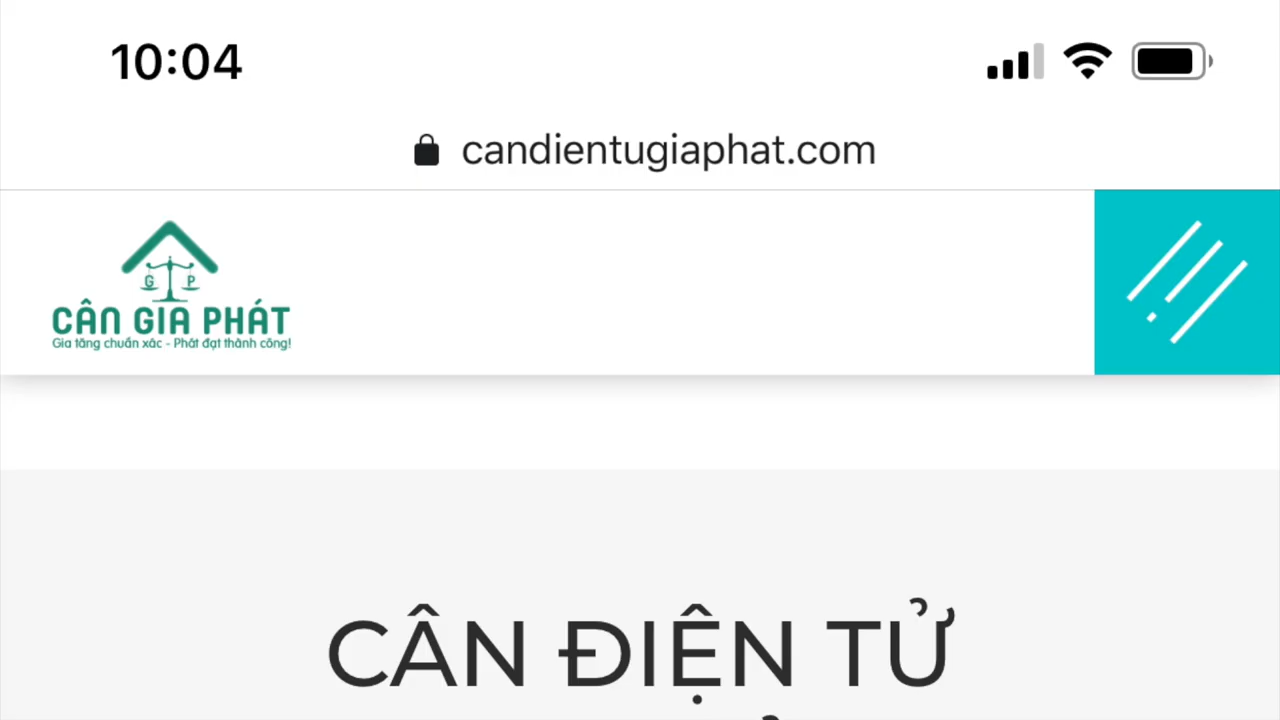 10:04
candientugiaphat.com
G P
CÂN GIA PHÁT
Gia tăng chuẩn xác - Phát đạt thành công!
CÂN ĐIỆN TỬ